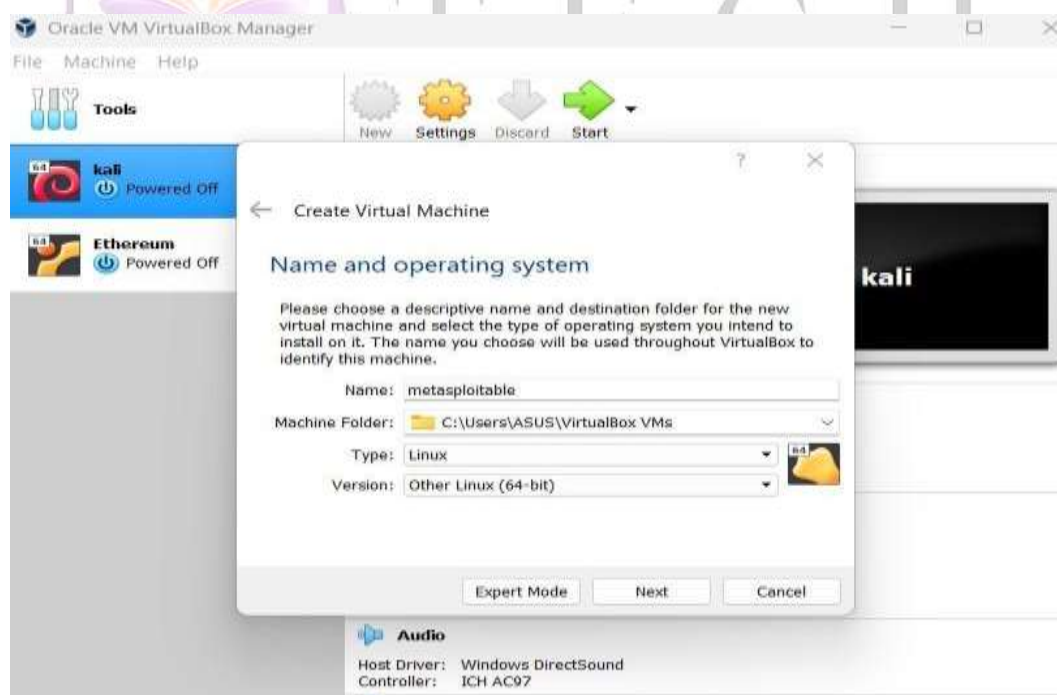 Oracle VM VirtualBox Manager
File Machine Help
Tools
New Settings Discard Start
64
kali
Powered Off
64
Ethereum
Powered Off
kali
Create Virtual Machine
Name and operating system
Please choose a descriptive name and destination folder for the new
virtual machine and select the type of operating system you intend to
install on it. The name you choose will be used throughout VirtualBox to
identify this machine.
Name: metasploitable
Machine Folder: C:\Users\ASUS\VirtualBox VMs
Type: Linux
64
Version: Other Linux (64-bit)
Expert Mode Next Cancel
Audio
Host Driver: Windows DirectSound
Controller: ICH AC97